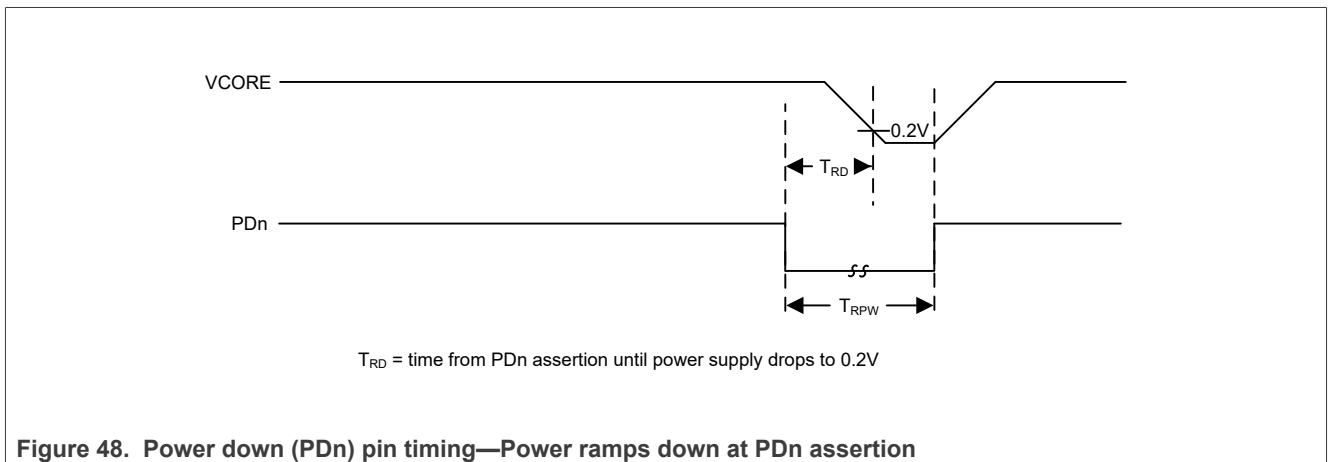 VCORE
0.2V
TRD
PDn
TRPW
TRD = time from PDn assertion until power supply drops to 0.2V
Figure 48. Power down (PDn) pin timing—Power ramps down at PDn assertion